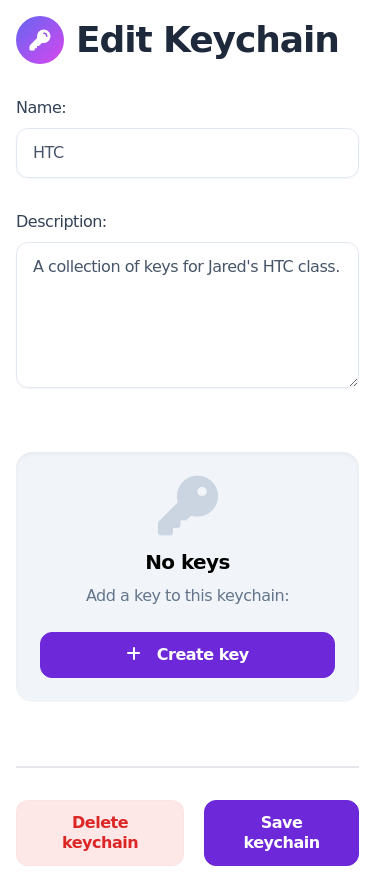 Edit Keychain
Name:
HTC
Description:
A collection of keys for Jared's HTC class.
No keys
Add a key to this keychain:
+ Create key
Delete
keychain
Save
keychain